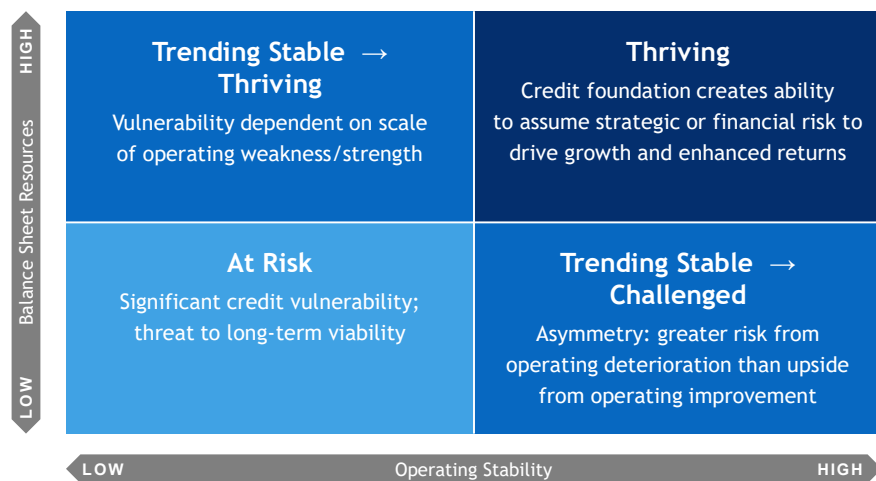 HIGH
Balance Sheet Resources
LOW
Trending Stable →
Thriving
Vulnerability dependent on scale
of operating weakness/strength
Thriving
Credit foundation creates ability
to assume strategic or financial risk to
drive growth and enhanced returns
At Risk
Significant credit vulnerability;
threat to long-term viability
Trending Stable →
Challenged
Asymmetry: greater risk from
operating deterioration than upside
from operating improvement
LOW
Operating Stability
HIGH